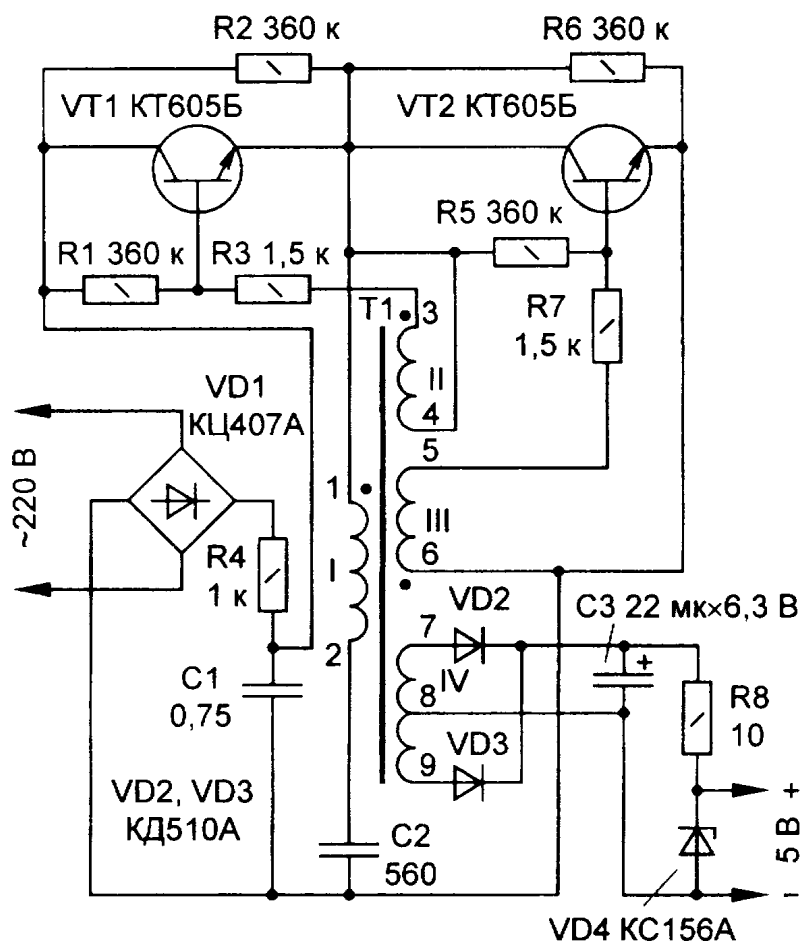 R2 360 к
R6 360 к
VT1 КТ605Б
VT2 КТ605Б
R5 360 к
R1 360 к
R3 1,5 к
T1
3
R7
1,5 к
II
4
VD1
КЦ407А
5
~220 В
1
III
R4
1 к
I
6
VD2
C3 22 мк×6,3 В
2
7
+
C1
0,75
IV
8
R8
10
VD3
9
VD2, VD3
КД510А
+
C2
560
5 В
–
VD4 КС156А